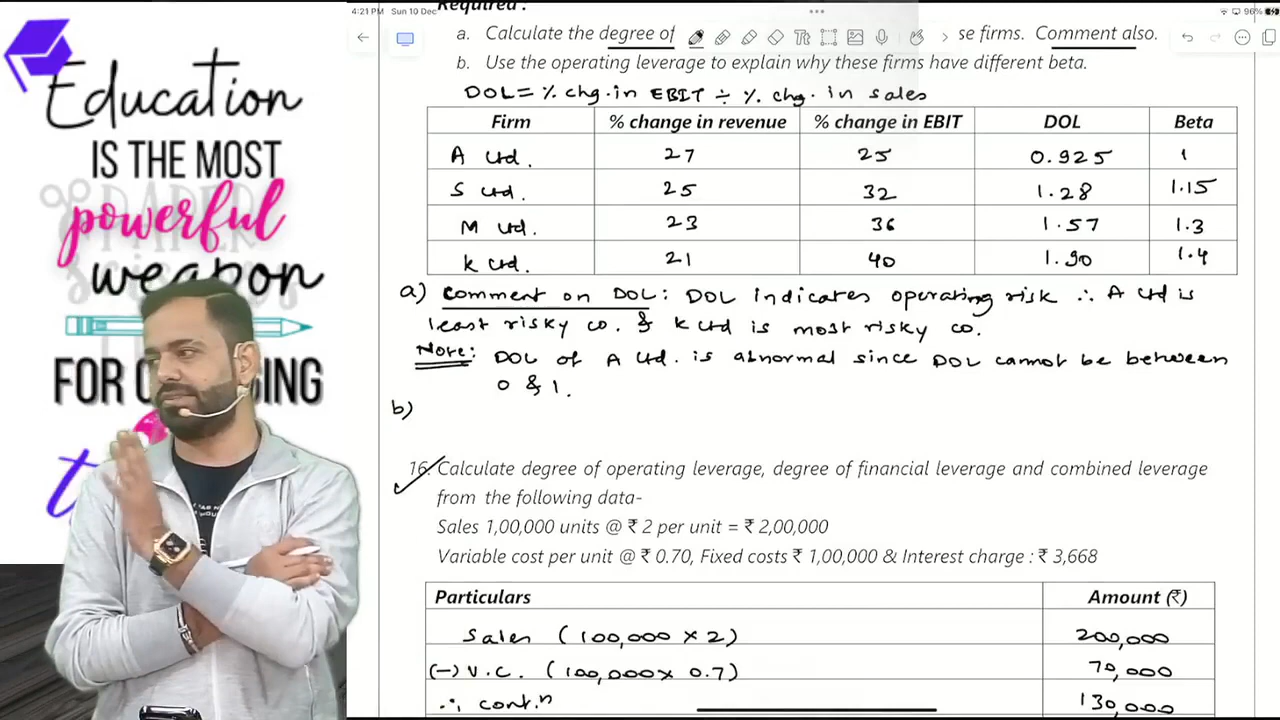 4:21 PM Sun 10 Dec
96%
Required :
a. Calculate the degree of
se firms. Comment also.
b. Use the operating leverage to explain why these firms have different beta.
DOL = % chg. in EBIT ÷ % chg. in sales
Firm % change in revenue % change in EBIT DOL Beta
A Ltd. 27 25 0.925 1
S Ltd. 25 32 1.28 1.15
M Ltd. 23 36 1.57 1.3
K Ltd. 21 40 1.90 1.4
a) Comment on DOL: DOL indicates operating risk ∴ A Ltd is
least risky co. & K Ltd is most risky co.
Note: DOL of A Ltd. is abnormal since DOL cannot be between
0 & 1.
b)
16. Calculate degree of operating leverage, degree of financial leverage and combined leverage
from the following data-
Sales 1,00,000 units @ ₹ 2 per unit = ₹ 2,00,000
Variable cost per unit @ ₹ 0.70, Fixed costs ₹ 1,00,000 & Interest charge : ₹ 3,668
Particulars Amount (₹)
Sales (100,000 × 2) 200,000
(-) V.C. (100,000 × 0.7) 70,000
∴ Contⁿ 130,000
Education
IS THE MOST
powerful
weapon